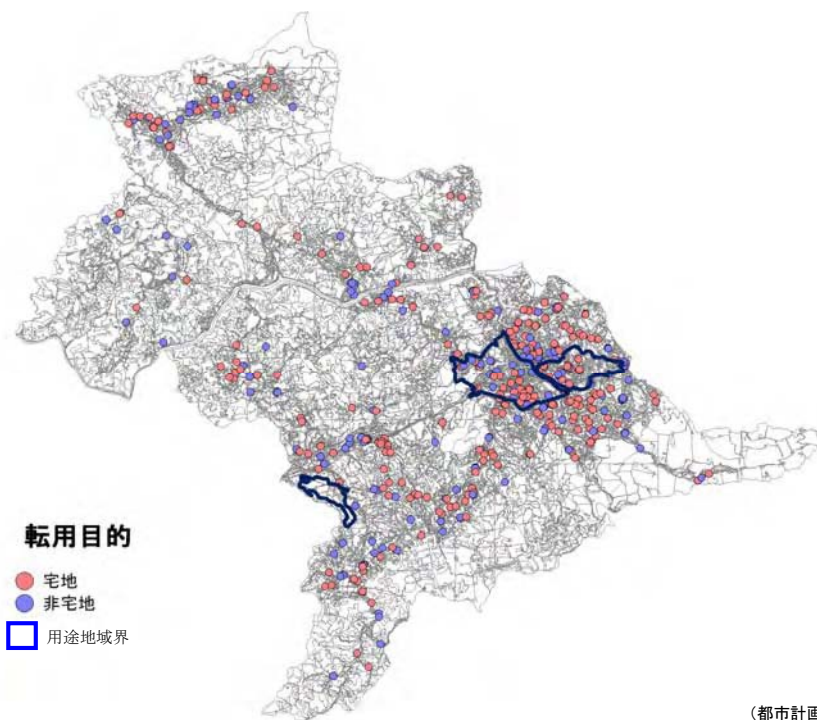 転用目的
宅地
非宅地
用途地域界
（都市計画